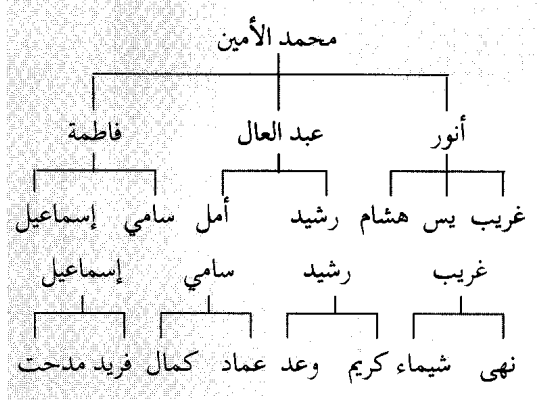 محمد الأمين
أنور عبد العال فاطمة
غريب يس هشام رشيد أمل سامي إسماعيل
غريب رشيد سامي إسماعيل
نهى شيماء كريم وعد عماد كمال فريد مدحت